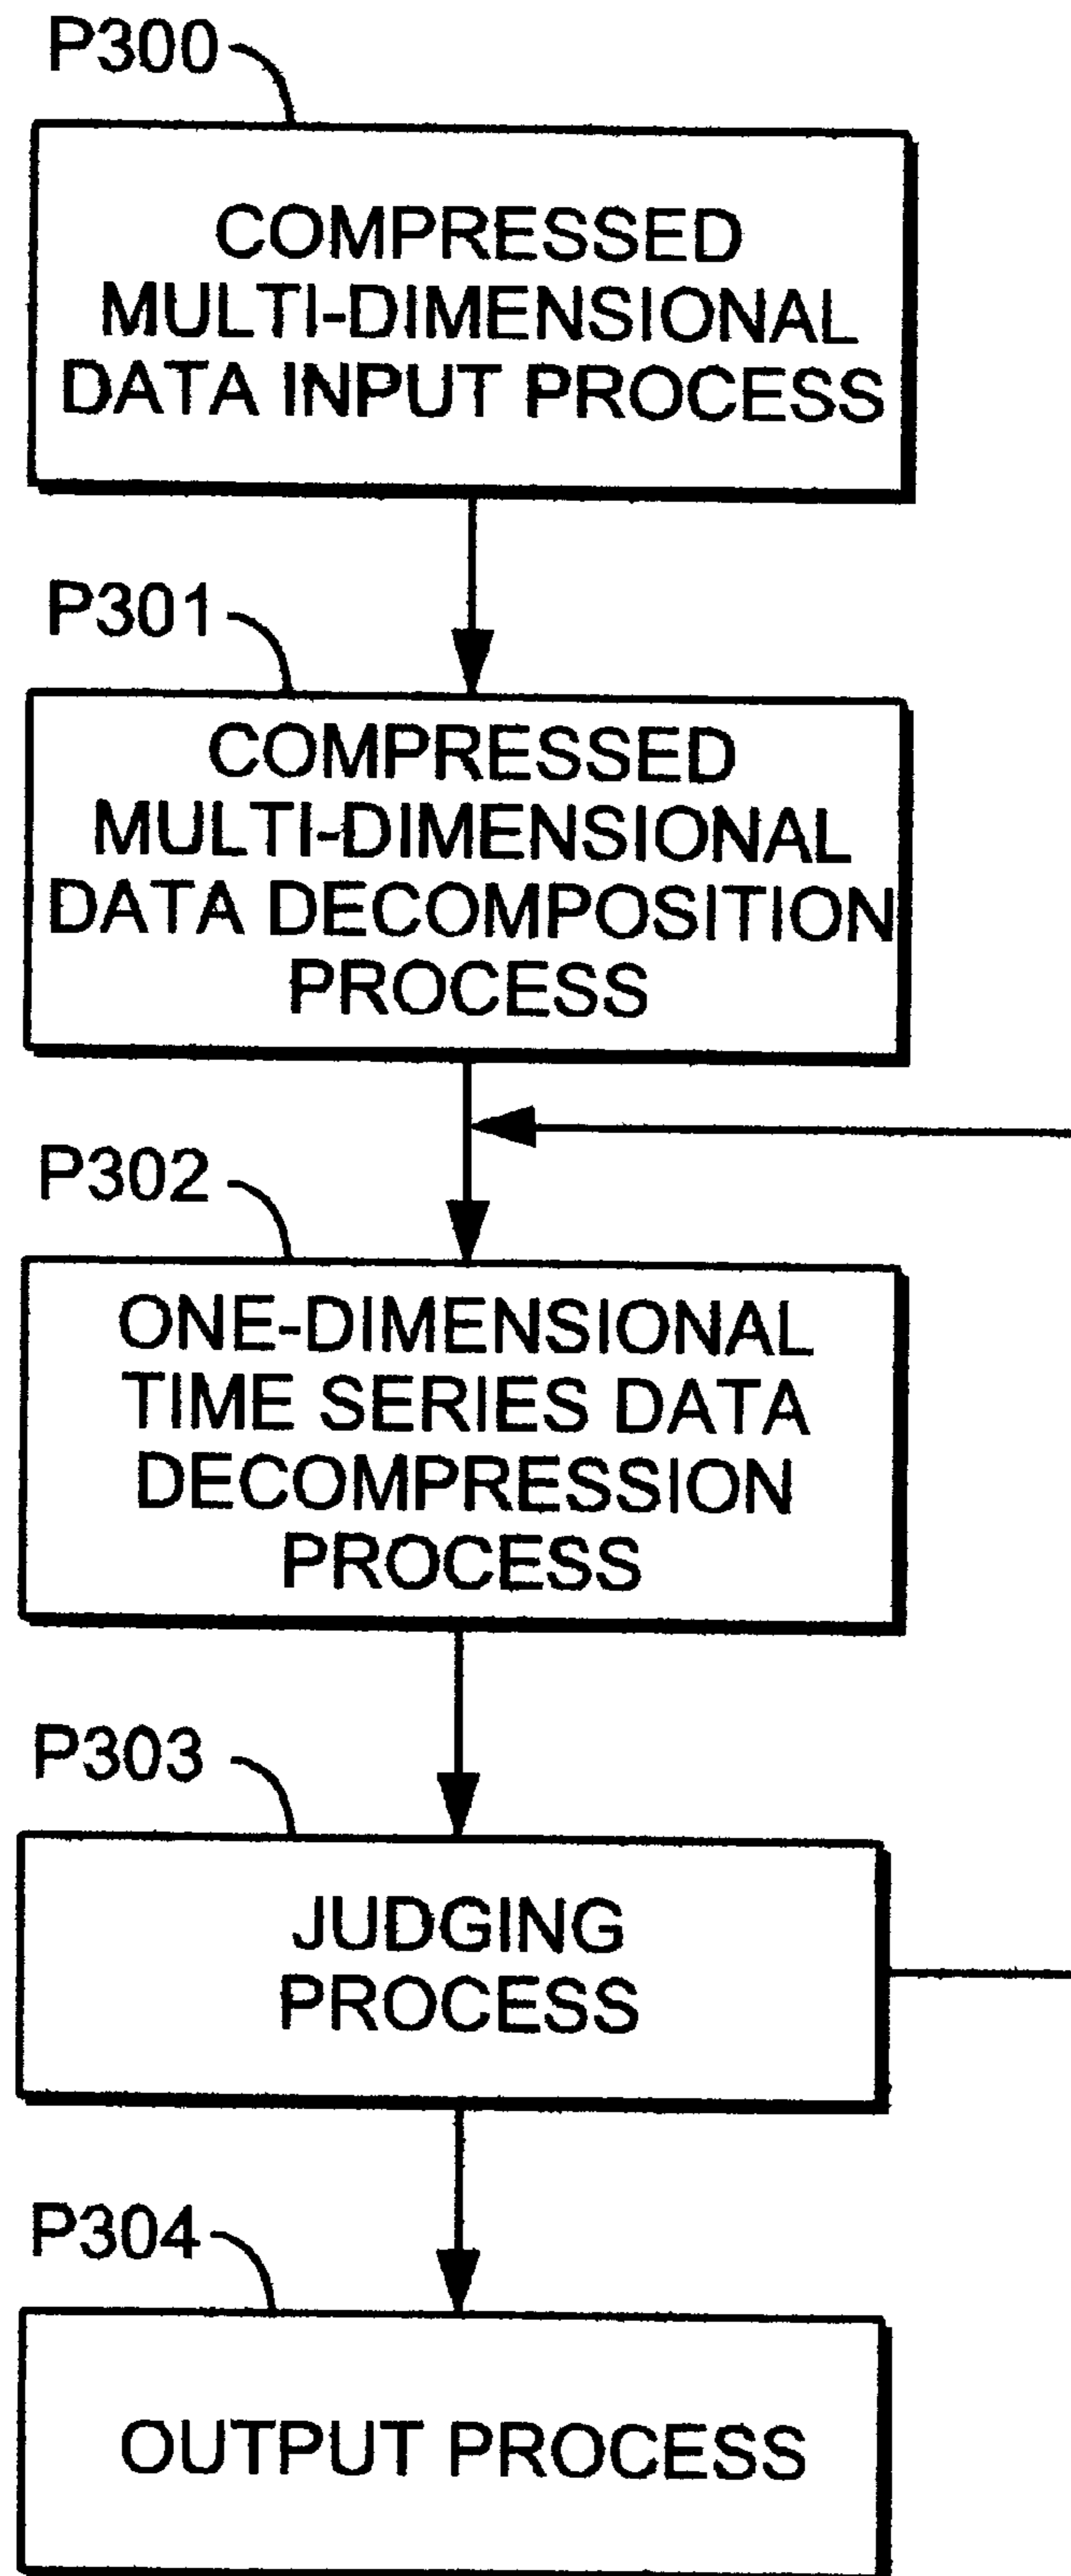 P300
COMPRESSED
MULTI-DIMENSIONAL
DATA INPUT PROCESS
P301
COMPRESSED
MULTI-DIMENSIONAL
DATA DECOMPOSITION
PROCESS
P302
ONE-DIMENSIONAL
TIME SERIES DATA
DECOMPRESSION
PROCESS
P303
JUDGING
PROCESS
P304
OUTPUT PROCESS